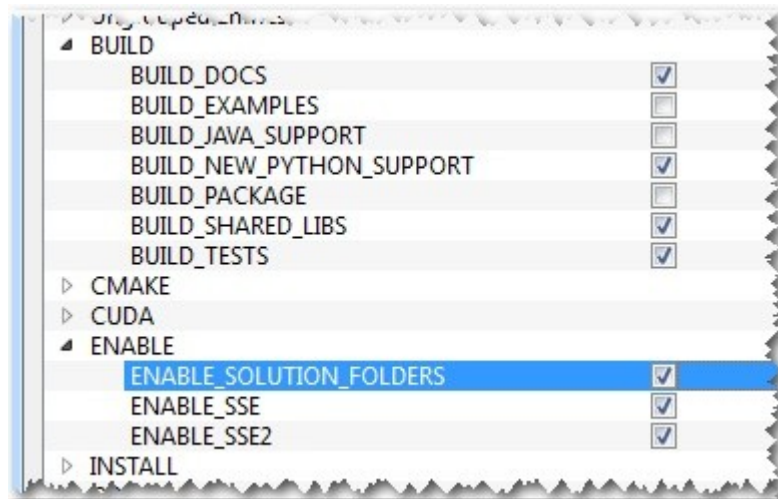 BUILD
BUILD_DOCS
BUILD_EXAMPLES
BUILD_JAVA_SUPPORT
BUILD_NEW_PYTHON_SUPPORT
BUILD_PACKAGE
BUILD_SHARED_LIBS
BUILD_TESTS
CMAKE
CUDA
ENABLE
ENABLE_SOLUTION_FOLDERS
ENABLE_SSE
ENABLE_SSE2
INSTALL